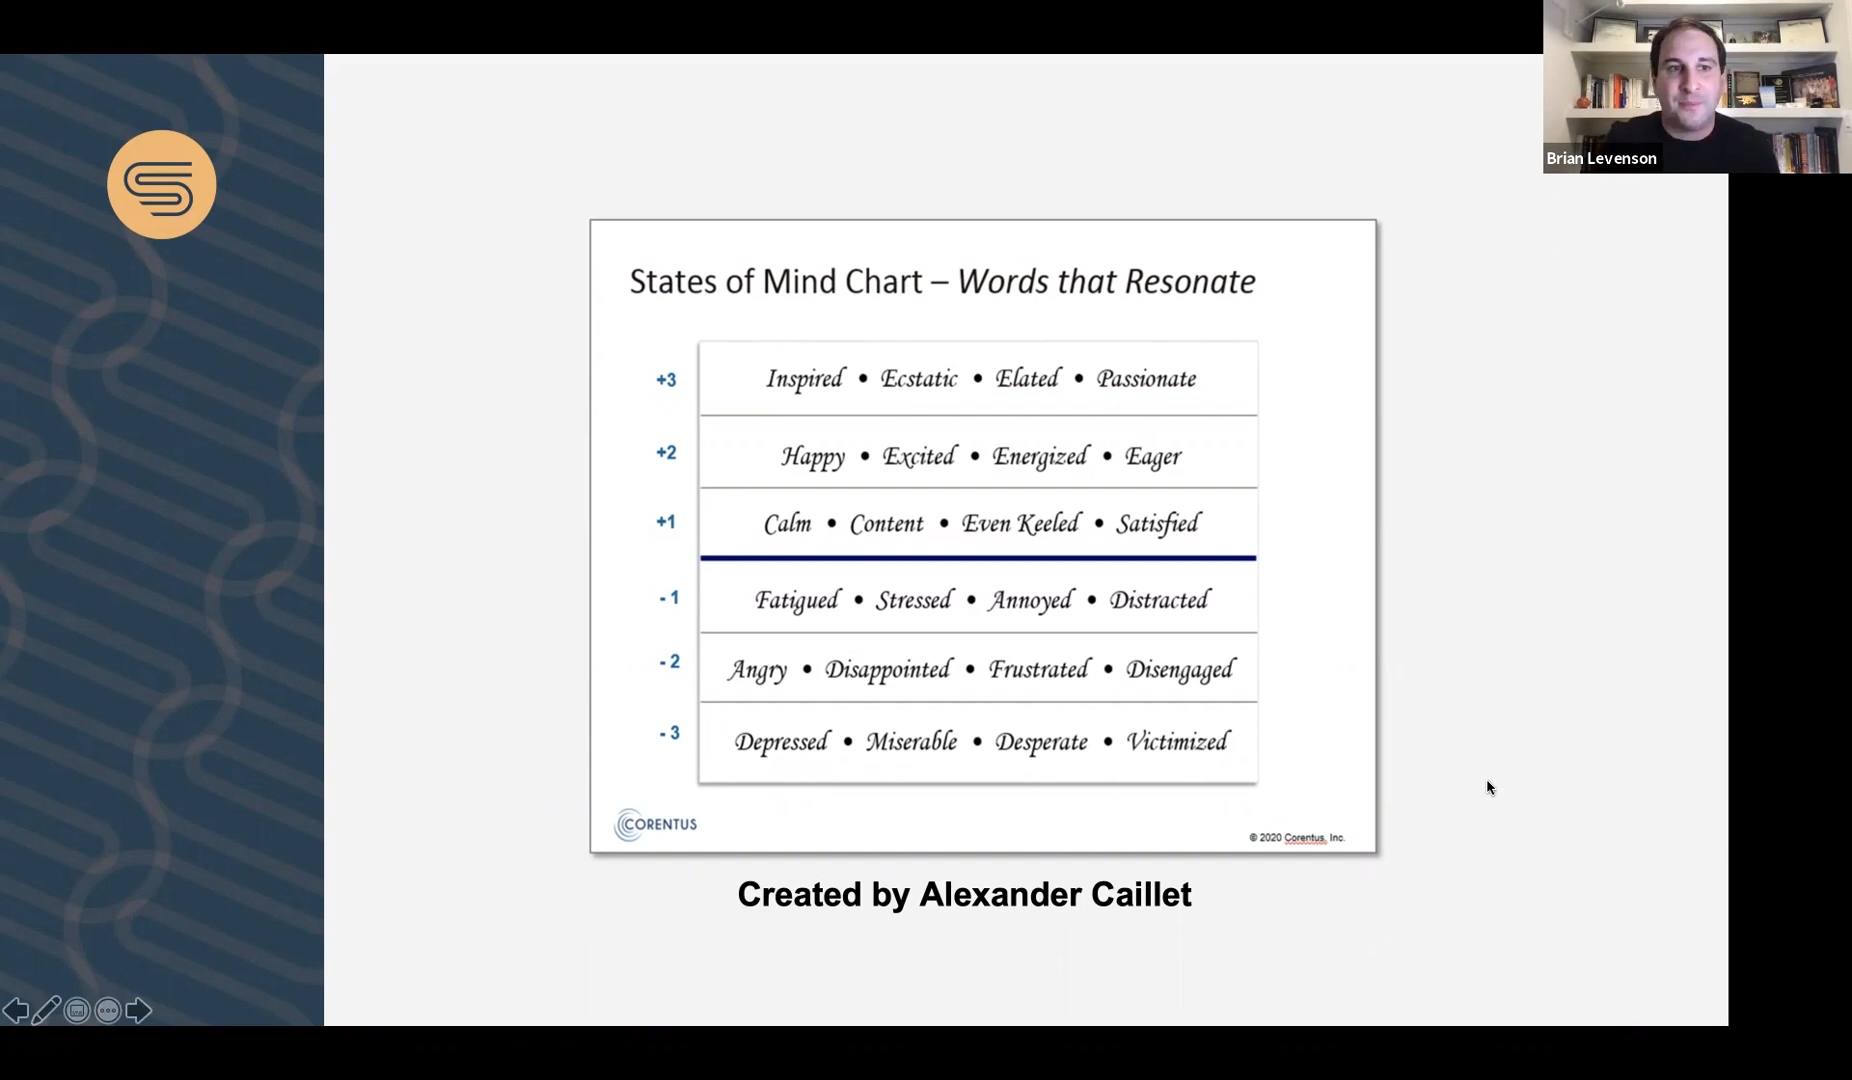 Brian Levenson
States of Mind Chart – Words that Resonate
+3 Inspired • Ecstatic • Elated • Passionate
+2 Happy • Excited • Energized • Eager
+1 Calm • Content • Even Keeled • Satisfied
- 1 Fatigued • Stressed • Annoyed • Distracted
- 2 Angry • Disappointed • Frustrated • Disengaged
- 3 Depressed • Miserable • Desperate • Victimized
CORENTUS
© 2020 Corentus, Inc.
Created by Alexander Caillet